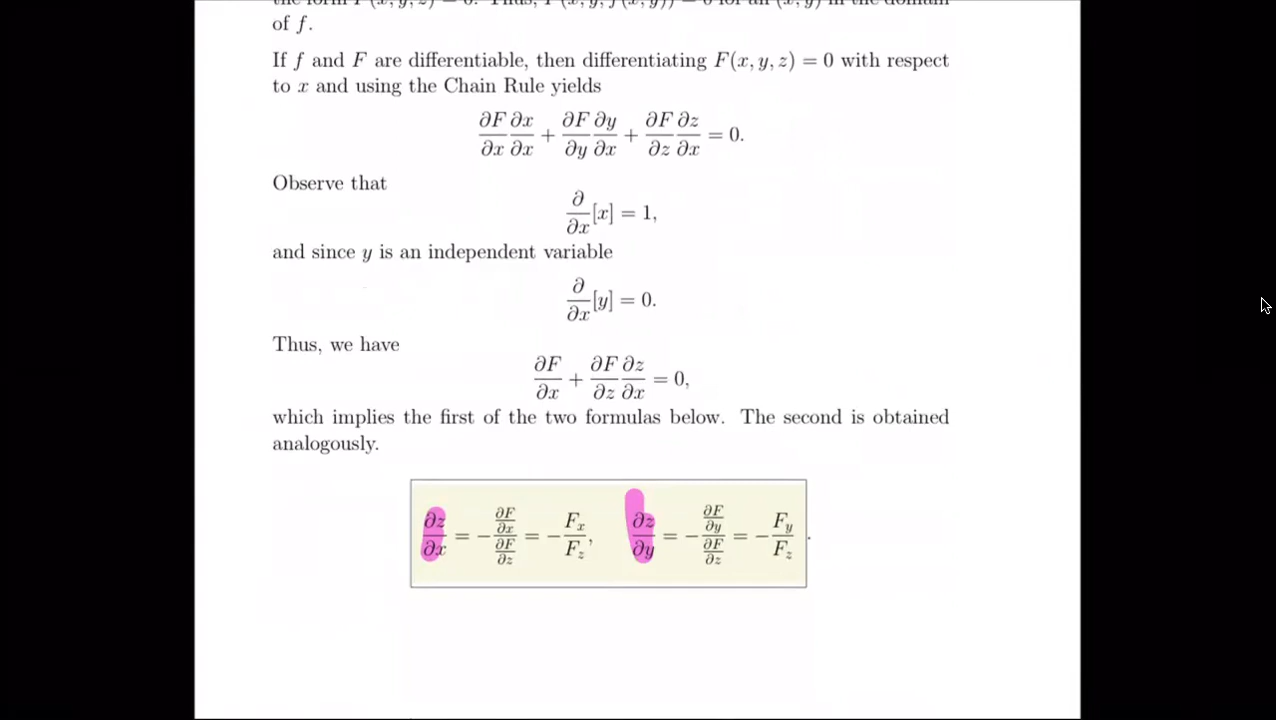 of f.
If f and F are differentiable, then differentiating F(x, y, z) = 0 with respect
to x and using the Chain Rule yields
∂F/∂x ∂x/∂x + ∂F/∂y ∂y/∂x + ∂F/∂z ∂z/∂x = 0.
Observe that
∂/∂x [x] = 1,
and since y is an independent variable
∂/∂x [y] = 0.
Thus, we have
∂F/∂x + ∂F/∂z ∂z/∂x = 0,
which implies the first of the two formulas below. The second is obtained
analogously.
∂z/∂x = − (∂F/∂x)/(∂F/∂z) = − F_x/F_z, ∂z/∂y = − (∂F/∂y)/(∂F/∂z) = − F_y/F_z.